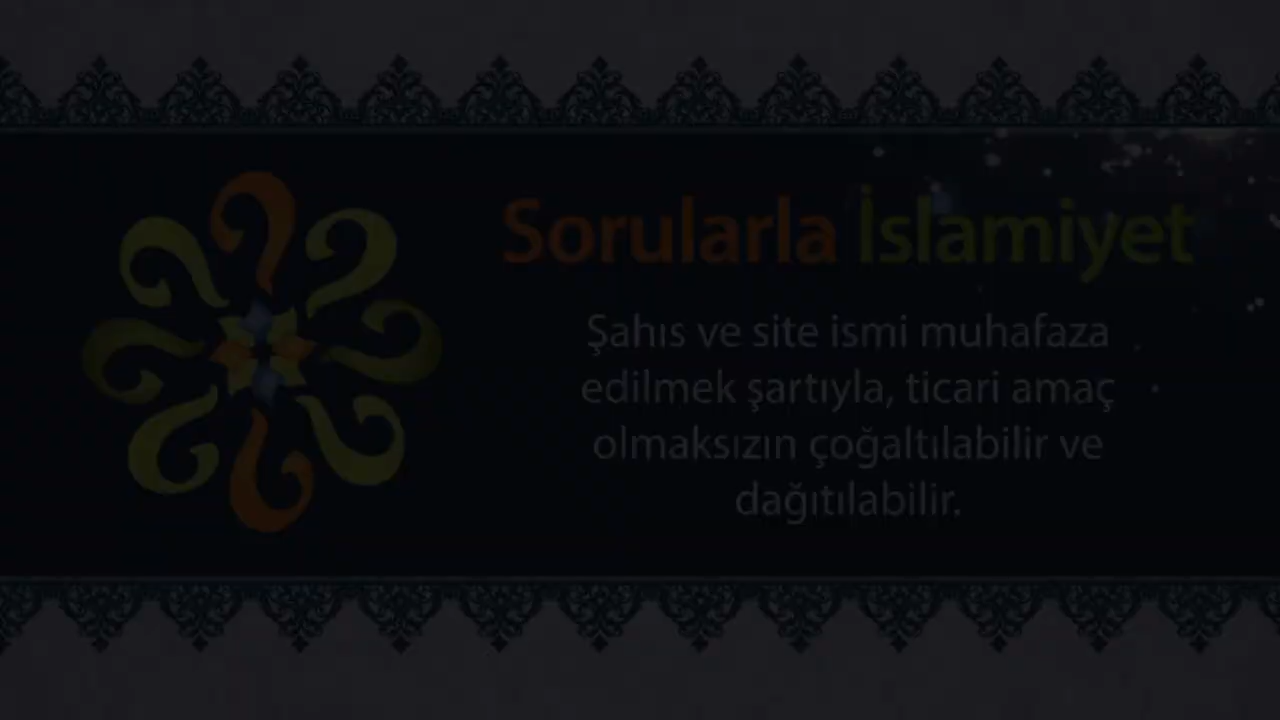 Sorularla İslamiyet
Şahıs ve site ismi muhafaza
edilmek şartıyla, ticari amaç
olmaksızın çoğaltılabilir ve
dağıtılabilir.